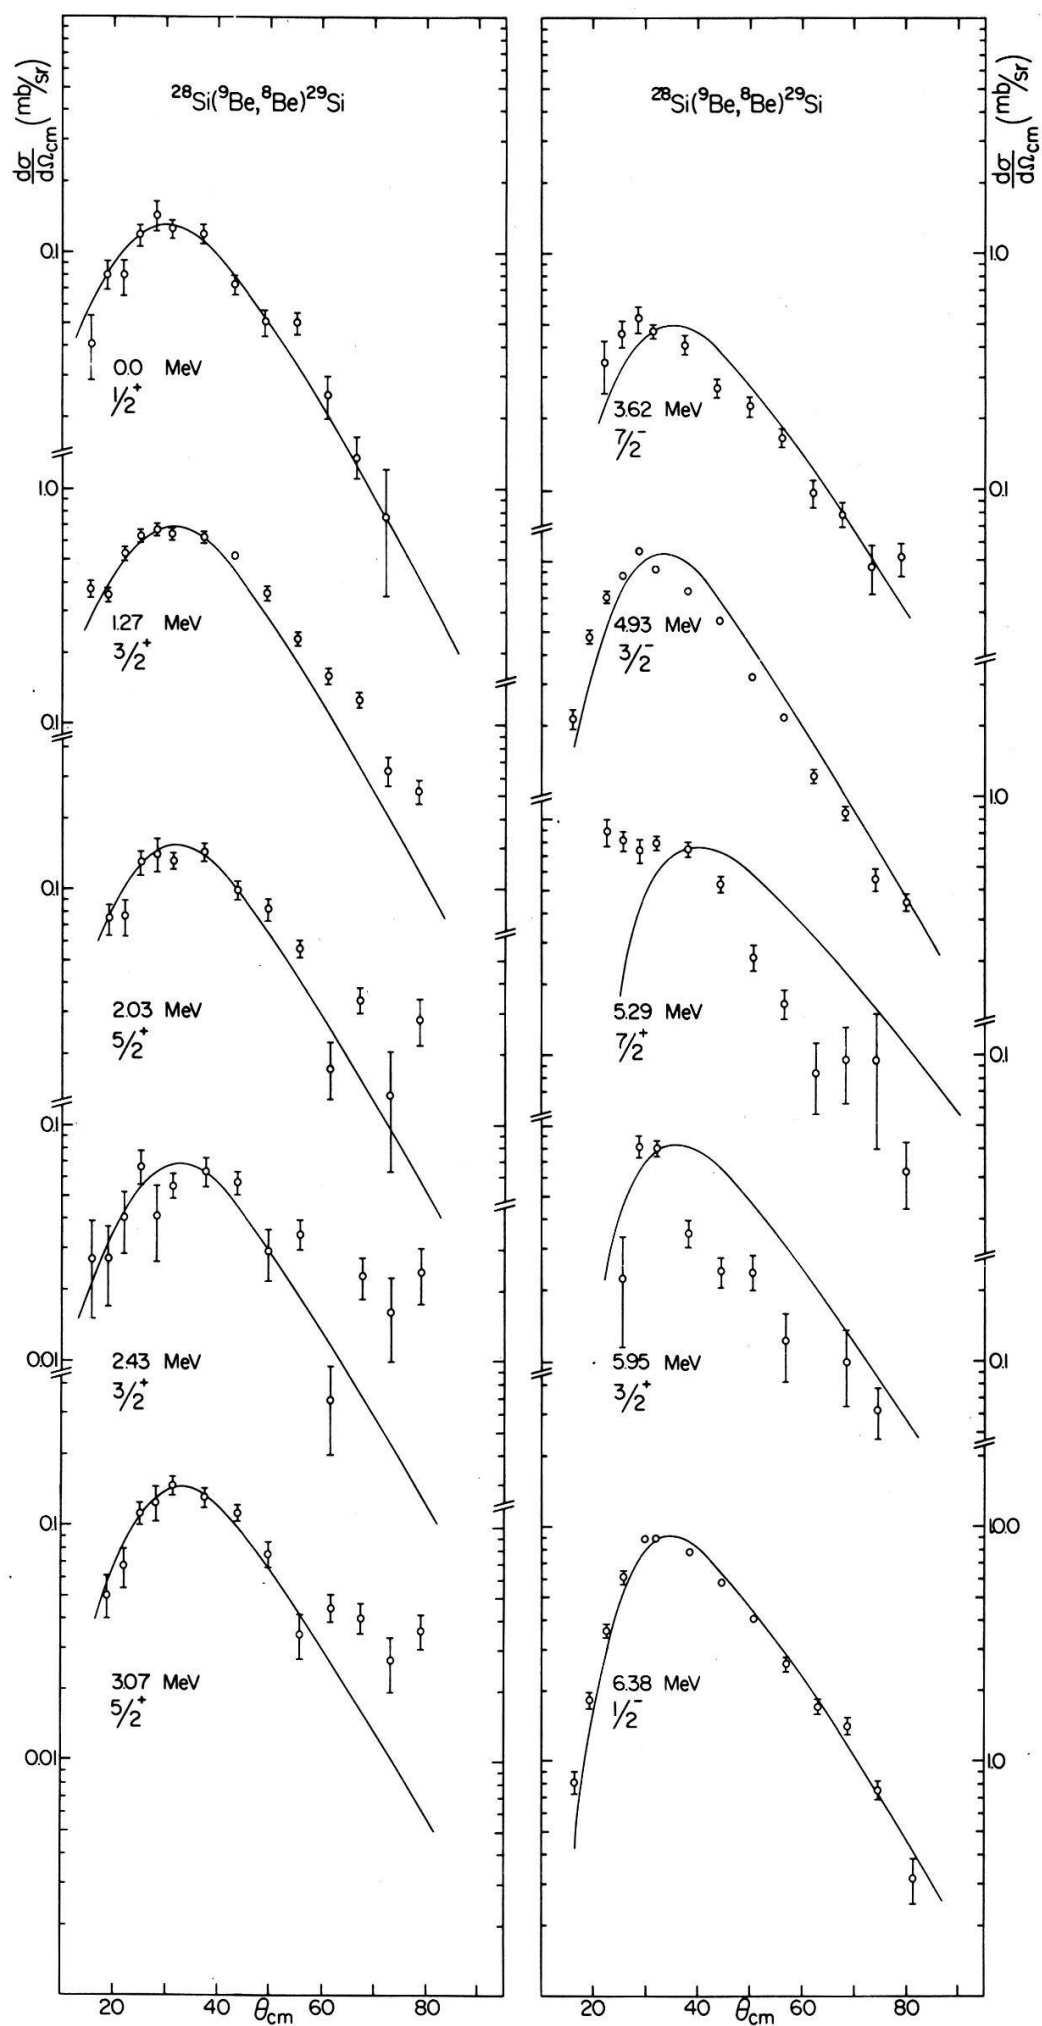 dσ/dΩcm (mb/sr)
²⁸Si(⁹Be,⁸Be)²⁹Si
0.1
0.0 MeV
1/2⁺
1.0
1.27 MeV
3/2⁺
0.1
0.1
2.03 MeV
5/2⁺
0.1
0.01
2.43 MeV
3/2⁺
0.1
3.07 MeV
5/2⁺
0.01
20 40 60 80
θcm
²⁸Si(⁹Be,⁸Be)²⁹Si
dσ/dΩcm (mb/sr)
1.0
3.62 MeV
7/2⁻
0.1
4.93 MeV
3/2⁻
1.0
5.29 MeV
7/2⁺
0.1
5.95 MeV
3/2⁺
0.1
10.0
6.38 MeV
1/2⁻
1.0
20 40 60 80
θcm